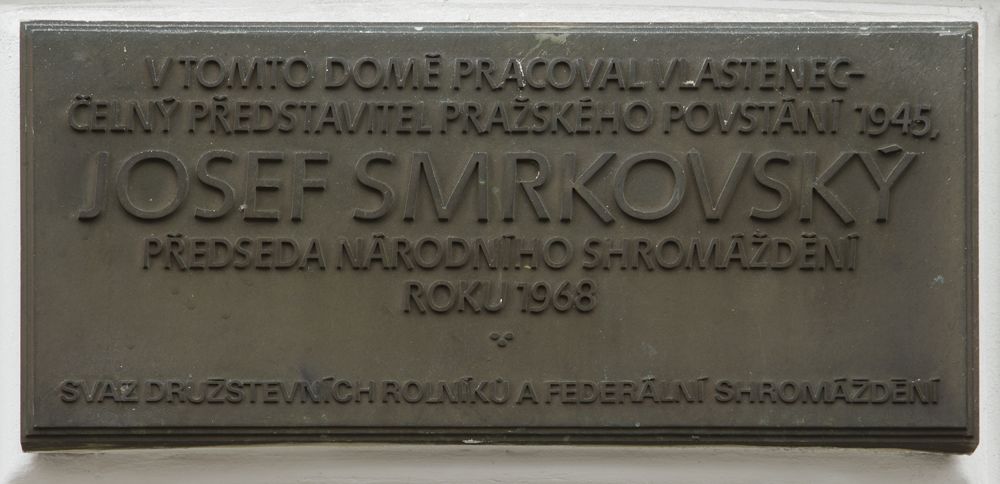 V TOMTO DOMĚ PRACOVAL VLASTENEC-
ČELNÝ PŘEDSTAVITEL PRAŽSKÉHO POVSTÁNÍ 1945,
JOSEF SMRKOVSKÝ
PŘEDSEDA NÁRODNÍHO SHROMÁŽDĚNÍ
ROKU 1968
SVAZ DRUŽSTEVNÍCH ROLNÍKŮ A FEDERÁLNÍ SHROMÁŽDĚNÍ